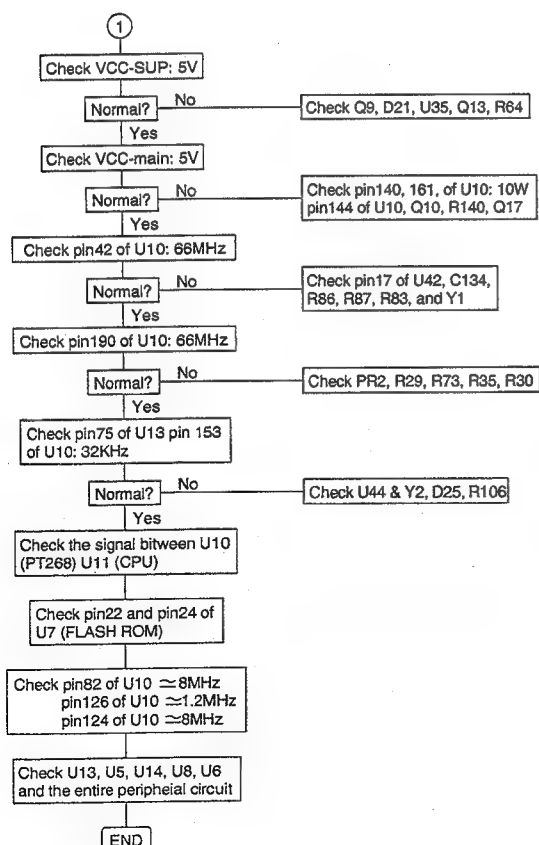 1
Check VCC-SUP: 5V
Normal?
No
Check Q9, D21, U35, Q13, R64
Yes
Check VCC-main: 5V
Normal?
No
Check pin140, 161, of U10: 10W
pin144 of U10, Q10, R140, Q17
Yes
Check pin42 of U10: 66MHz
Normal?
No
Check pin17 of U42, C134,
R86, R87, R83, and Y1
Yes
Check pin190 of U10: 66MHz
Normal?
No
Check PR2, R29, R73, R35, R30
Yes
Check pin75 of U13 pin 153
of U10: 32KHz
Normal?
No
Check U44 & Y2, D25, R106
Yes
Check the signal bitween U10
(PT268) U11 (CPU)
Check pin22 and pin24 of
U7 (FLASH ROM)
Check pin82 of U10 ≃8MHz
pin126 of U10 ≃1.2MHz
pin124 of U10 ≃8MHz
Check U13, U5, U14, U8, U6
and the entire peripheial circuit
END